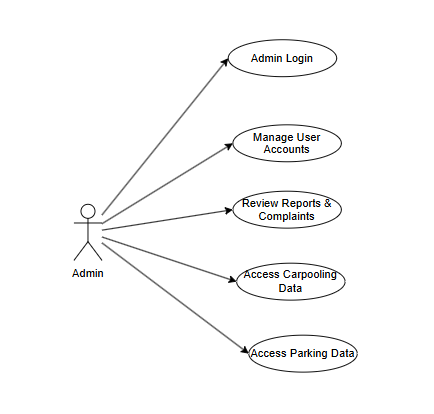 Admin Login
Manage User
Accounts
Review Reports &
Complaints
Admin
Access Carpooling
Data
Access Parking Data